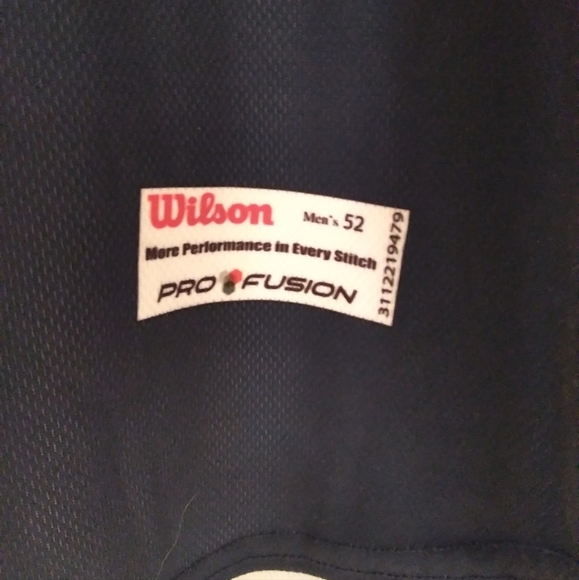 Wilson Men's 52
More Performance in Every Stitch
PRO FUSION
3112219479